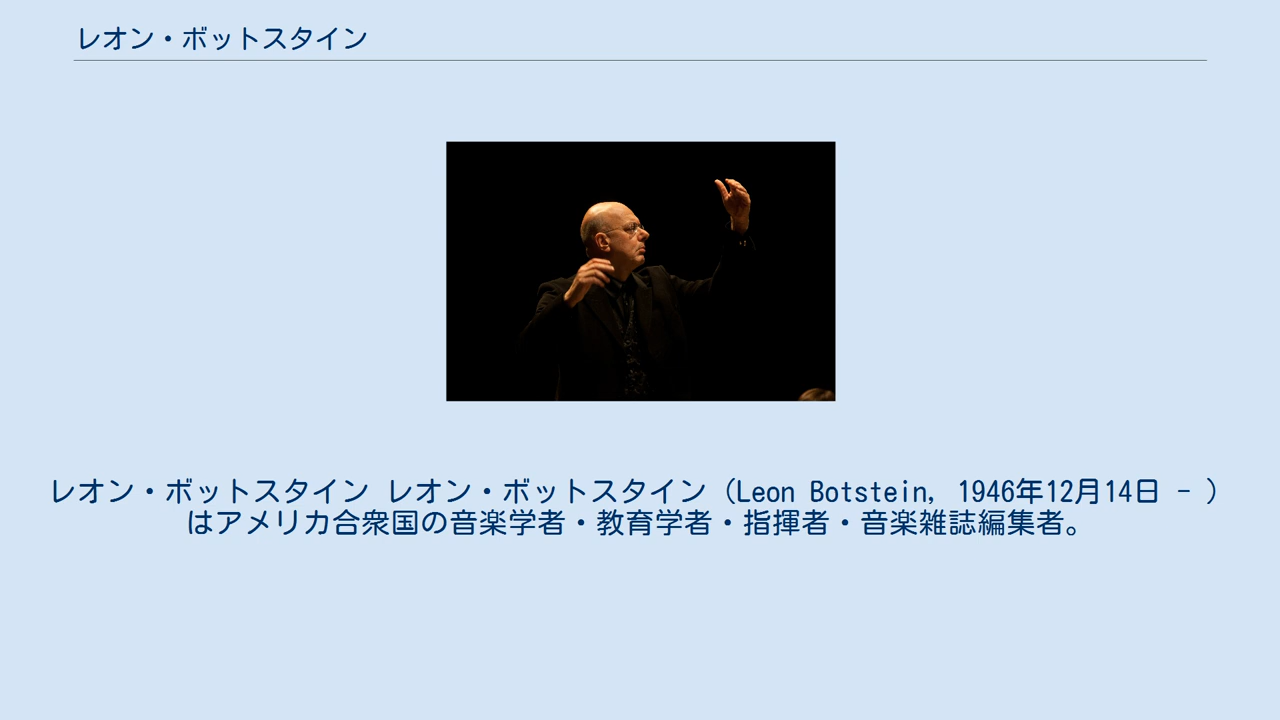 レオン・ボットスタイン
レオン・ボットスタイン レオン・ボットスタイン（Leon Botstein, 1946年12月14日 - ）
はアメリカ合衆国の音楽学者・教育学者・指揮者・音楽雑誌編集者。